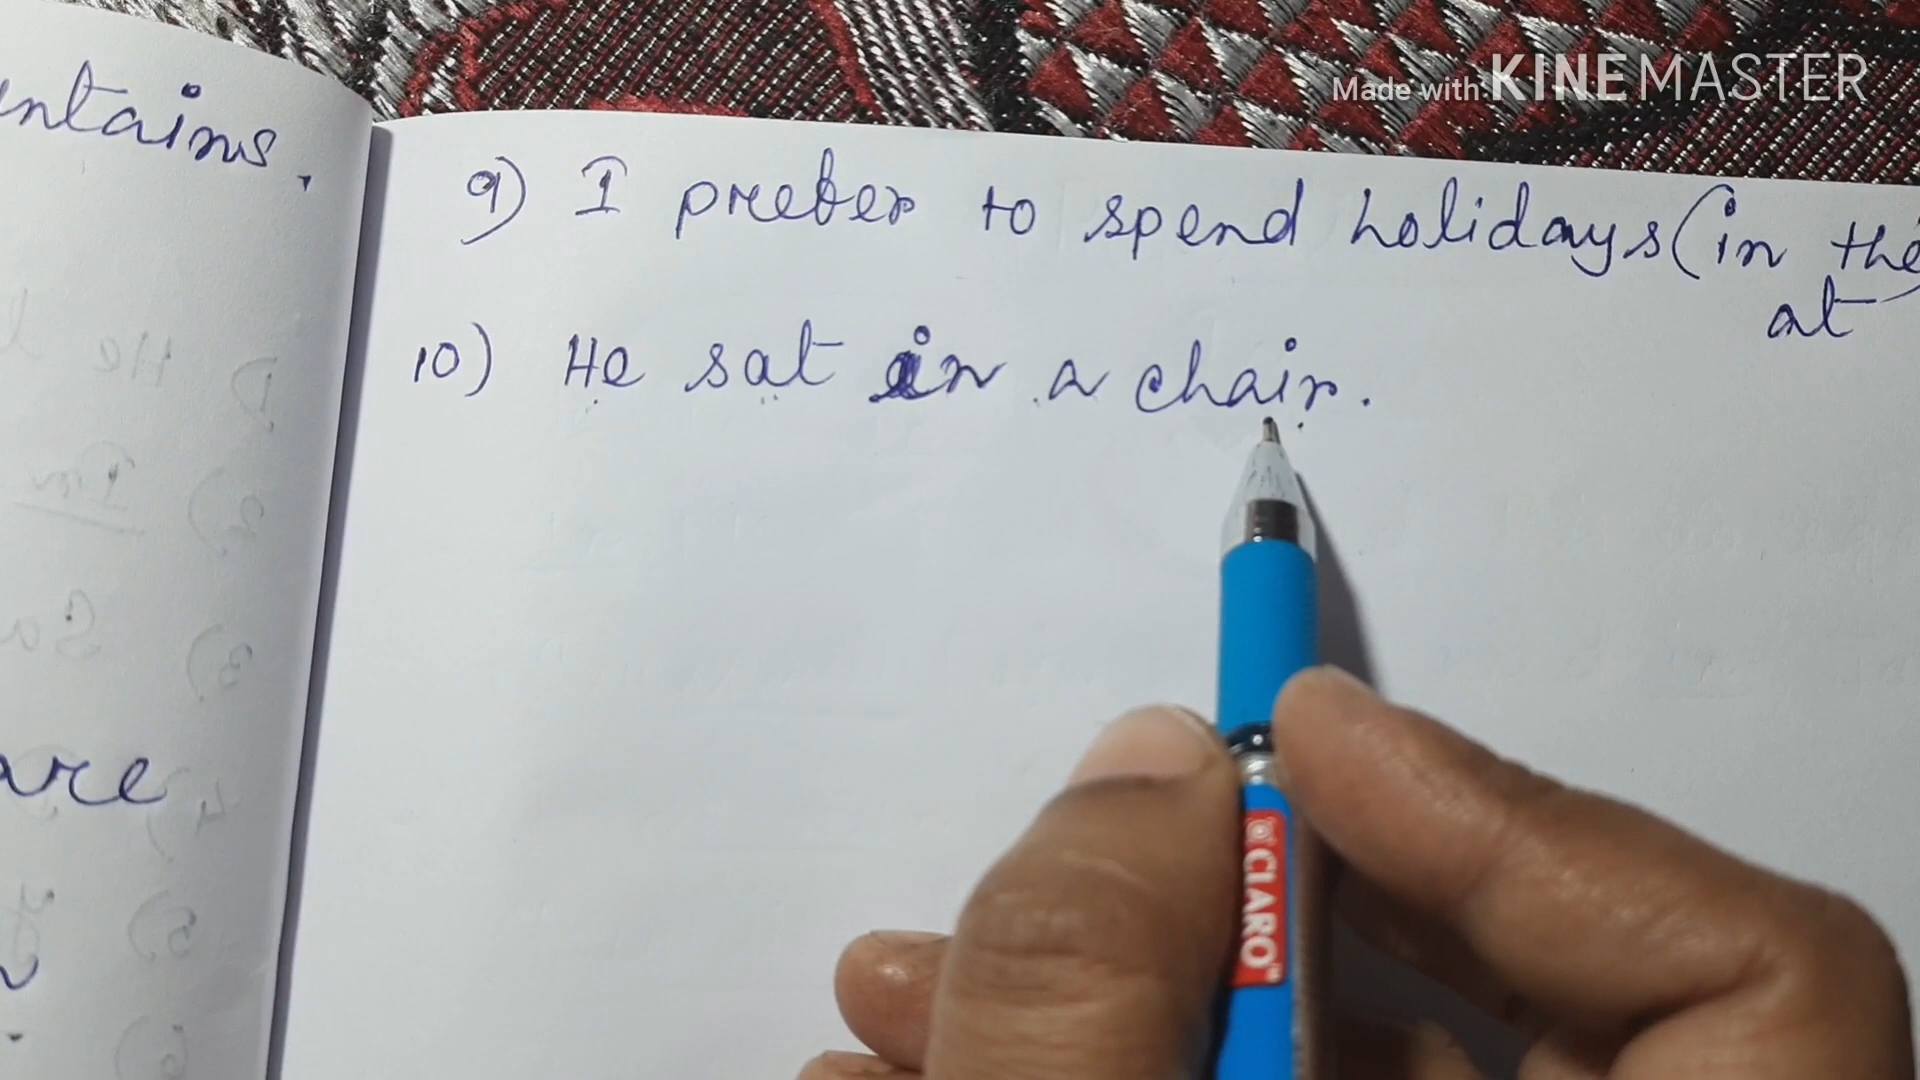 Made with KINEMASTER
ntains.
9) I prefer to spend holidays (in the
at
10) He sat in a chair.
are
CLARO